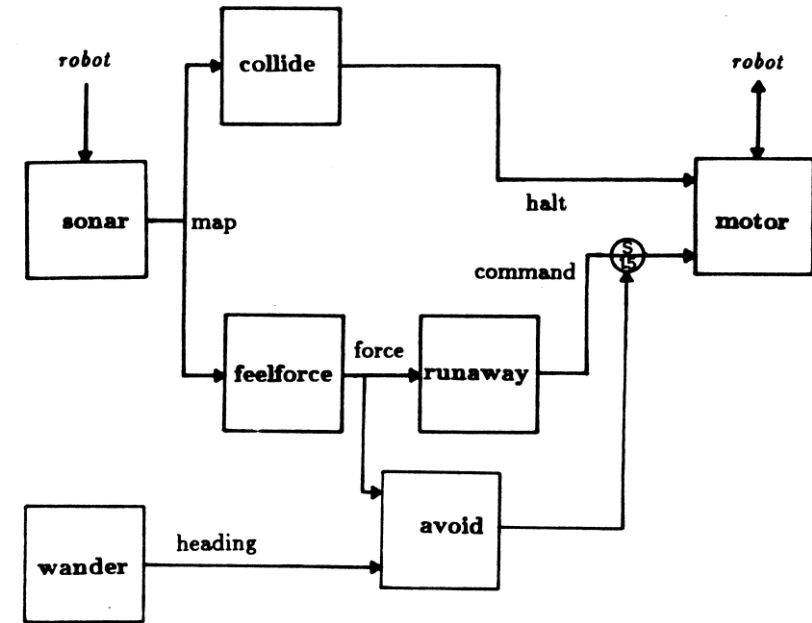 robot
collide
robot
sonar
map
halt
motor
S
15
command
force
feelforce
runaway
avoid
heading
wander